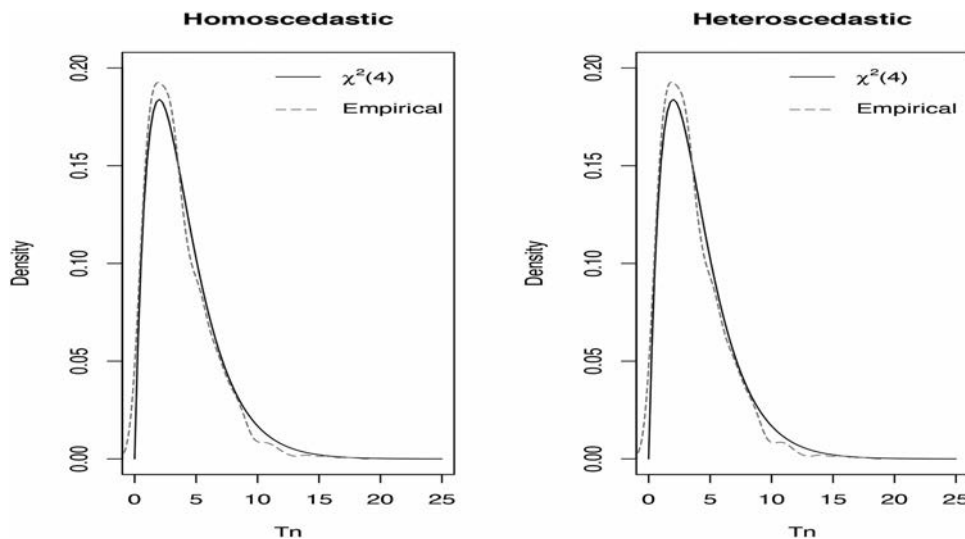 Homoscedastic
χ²(4)
Empirical
Density
0.00 0.05 0.10 0.15 0.20
0 5 10 15 20 25
Tn
Heteroscedastic
χ²(4)
Empirical
Density
0.00 0.05 0.10 0.15 0.20
0 5 10 15 20 25
Tn